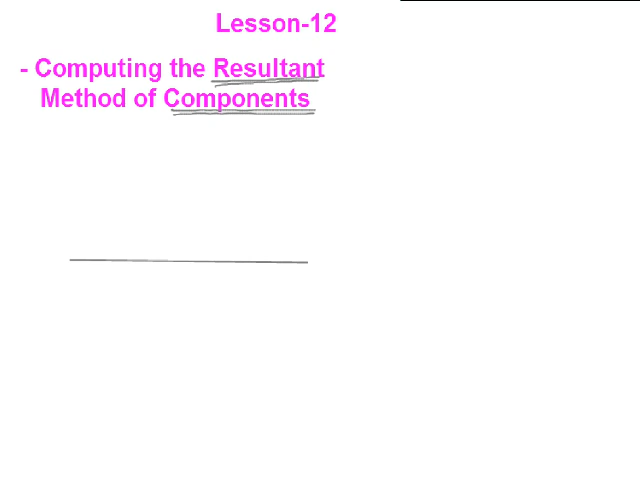 Lesson-12
- Computing the Resultant
Method of Components